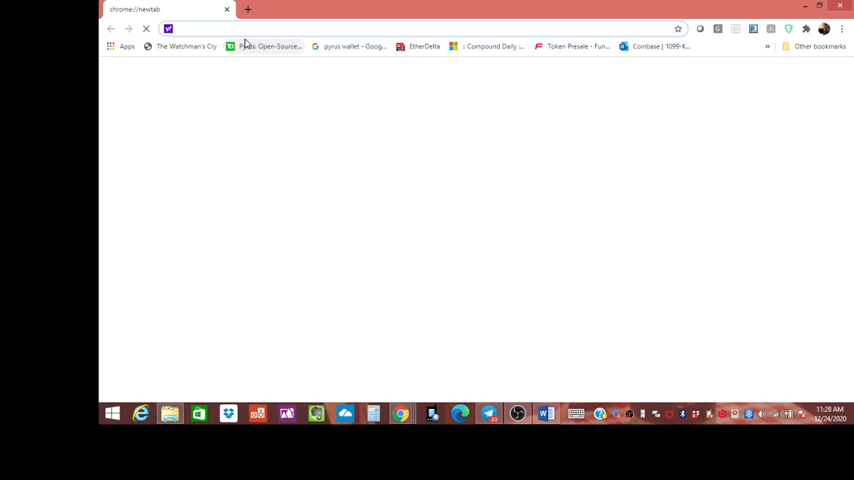 chrome://newtab
Apps The Watchman's Cry Open-Source... pyrus wallet - Goog... EtherDelta :: Compound Daily :... Token Presale - Fun... Coinbase | 1099-K... » Other bookmarks
11:28 AM
12/24/2020